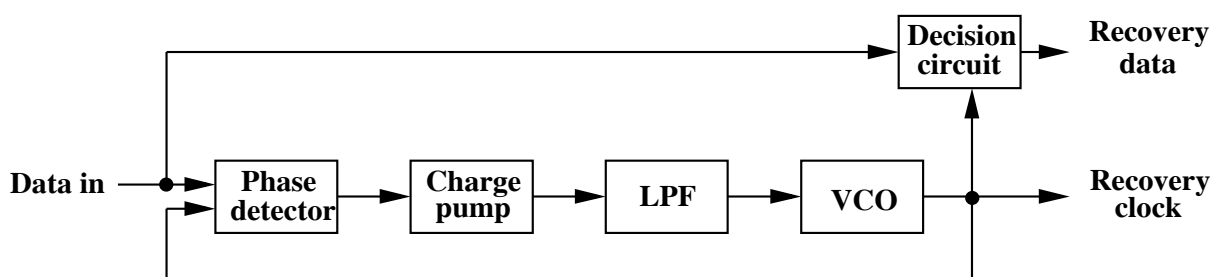 Decision
circuit
Recovery
data
Data in
Phase
detector
Charge
pump
LPF
VCO
Recovery
clock